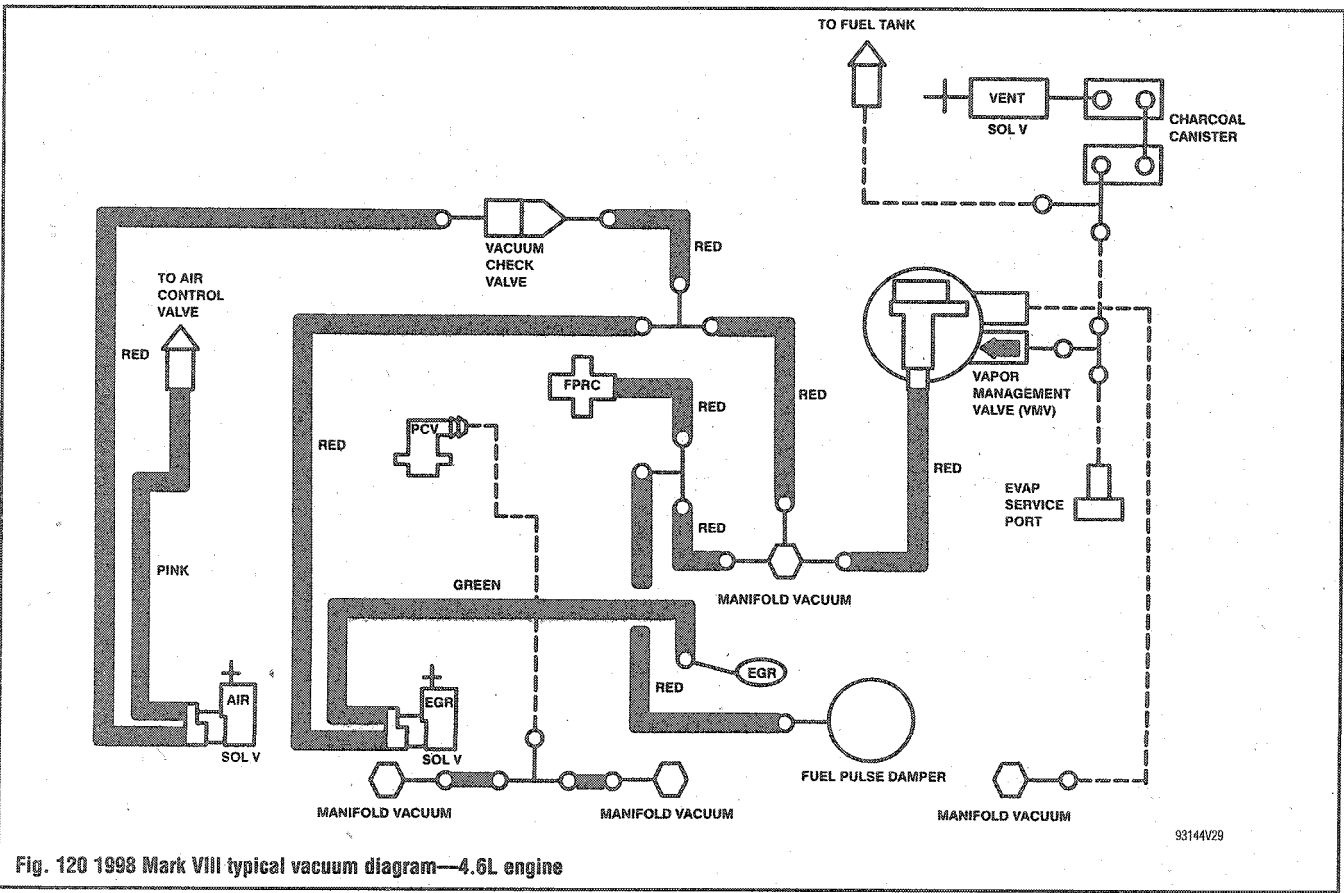 TO FUEL TANK
VENT
SOL V
CHARCOAL
CANISTER
VACUUM
CHECK
VALVE
RED
TO AIR
CONTROL
VALVE
RED
FPRC
RED
RED
PCV
RED
VAPOR
MANAGEMENT
VALVE (VMV)
RED
RED
EVAP
SERVICE
PORT
PINK
GREEN
MANIFOLD VACUUM
EGR
RED
AIR
SOL V
EGR
SOL V
FUEL PULSE DAMPER
MANIFOLD VACUUM
MANIFOLD VACUUM
MANIFOLD VACUUM
93144V29
Fig. 120 1998 Mark VIII typical vacuum diagram—4.6L engine